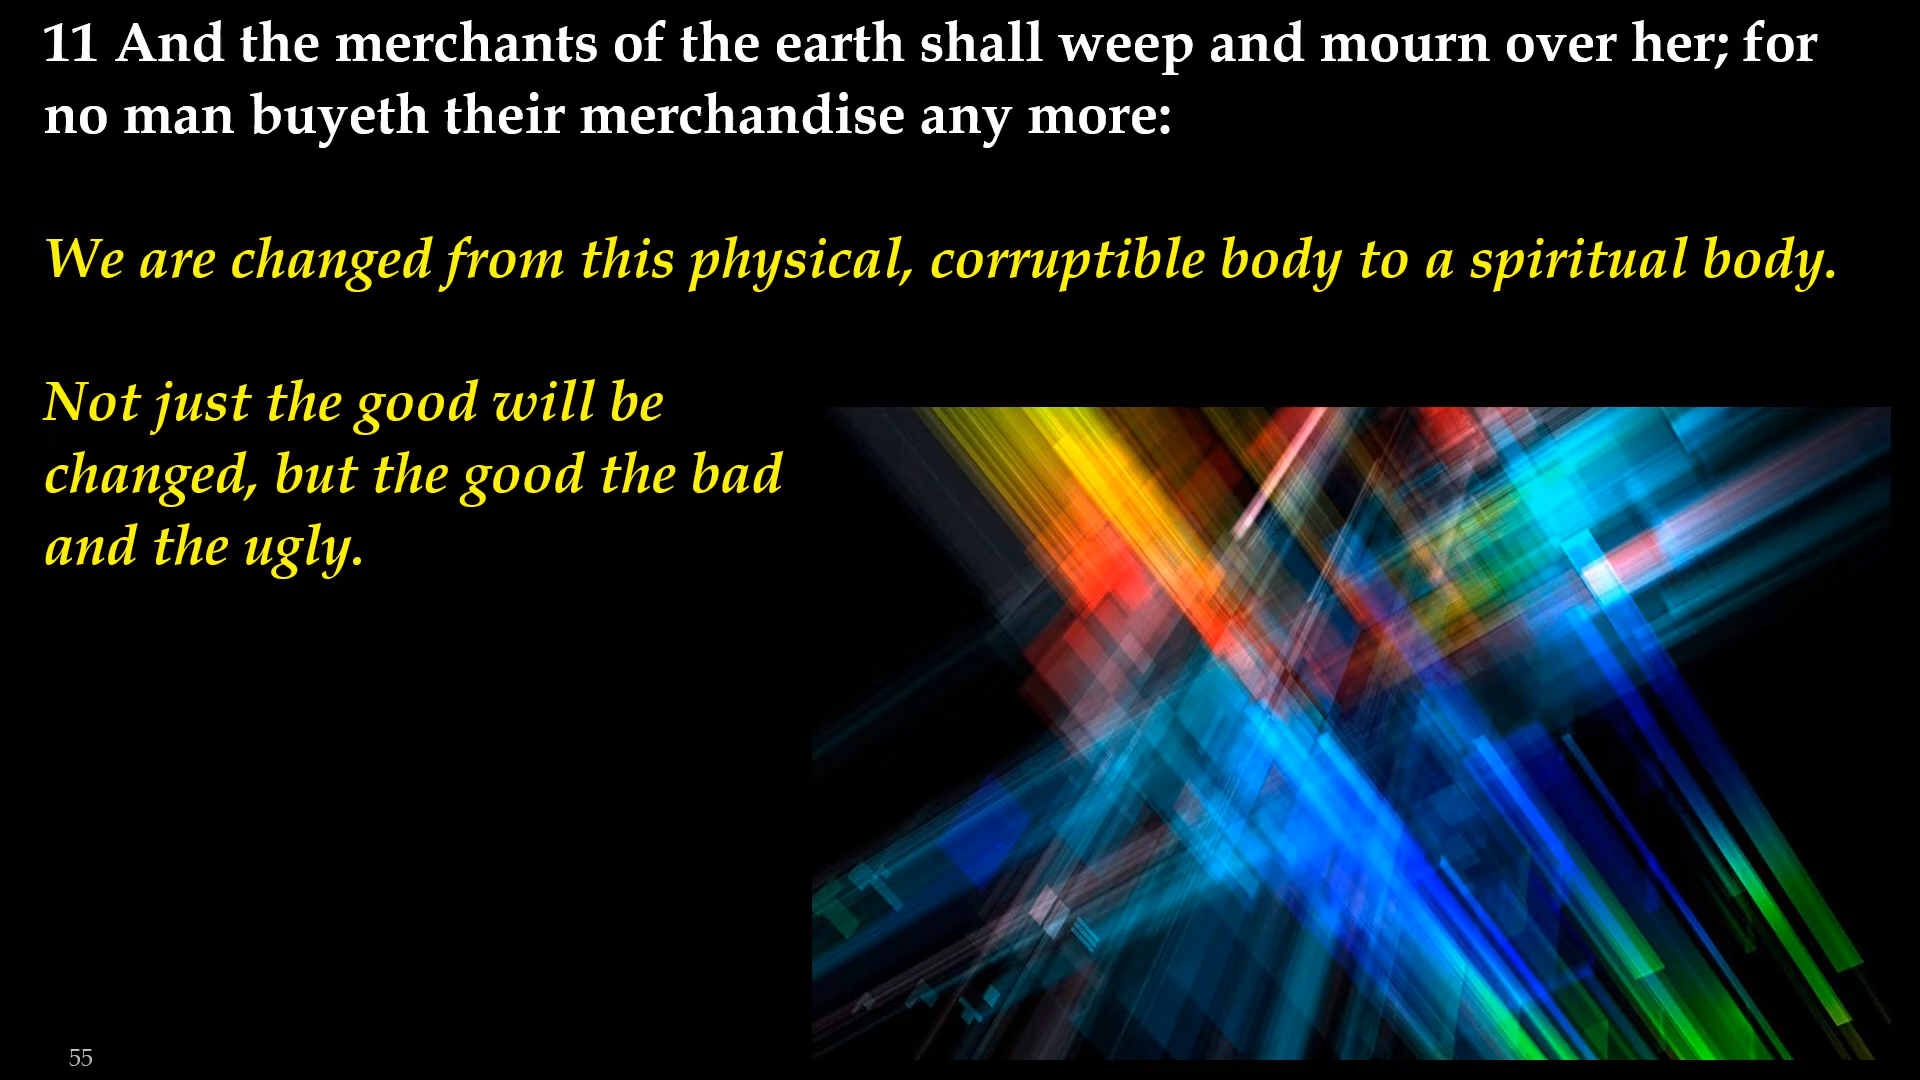 11 And the merchants of the earth shall weep and mourn over her; for
no man buyeth their merchandise any more:
We are changed from this physical, corruptible body to a spiritual body.
Not just the good will be
changed, but the good the bad
and the ugly.
55